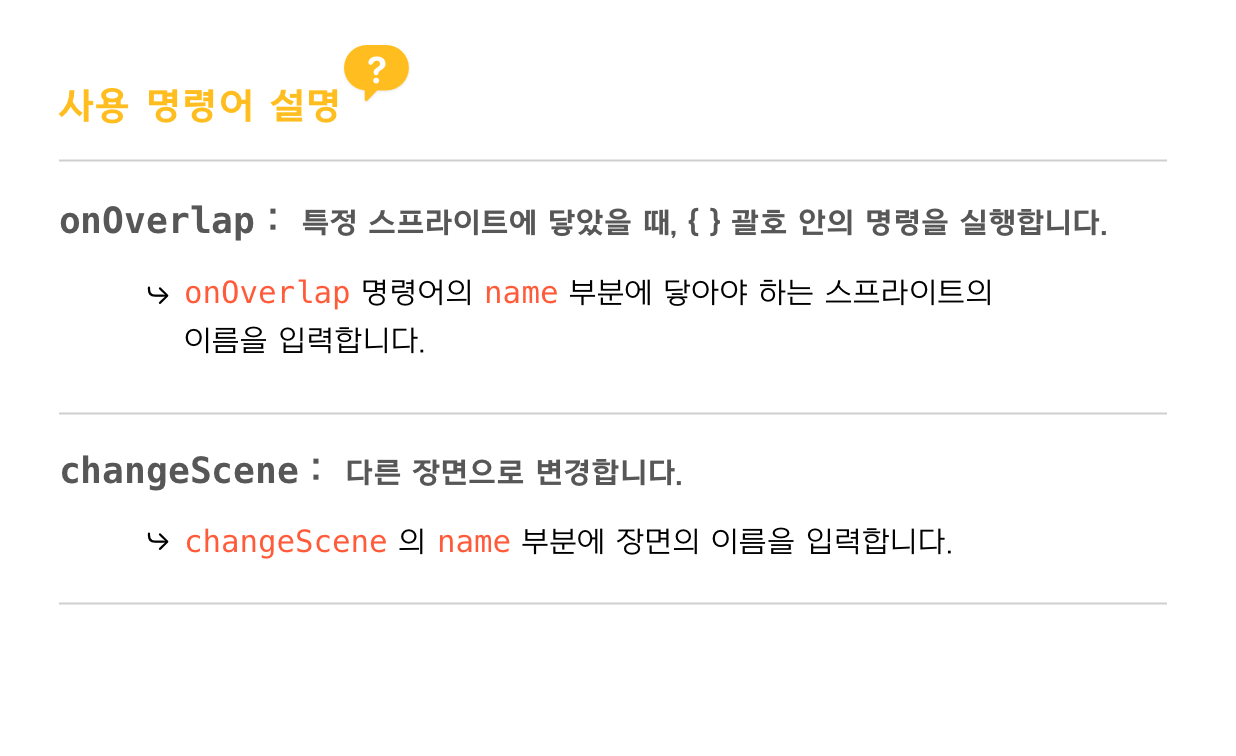 사용 명령어 설명 ?
onOverlap : 특정 스프라이트에 닿았을 때, { } 괄호 안의 명령을 실행합니다.
↪ onOverlap 명령어의 name 부분에 닿아야 하는 스프라이트의
이름을 입력합니다.
changeScene : 다른 장면으로 변경합니다.
↪ changeScene 의 name 부분에 장면의 이름을 입력합니다.